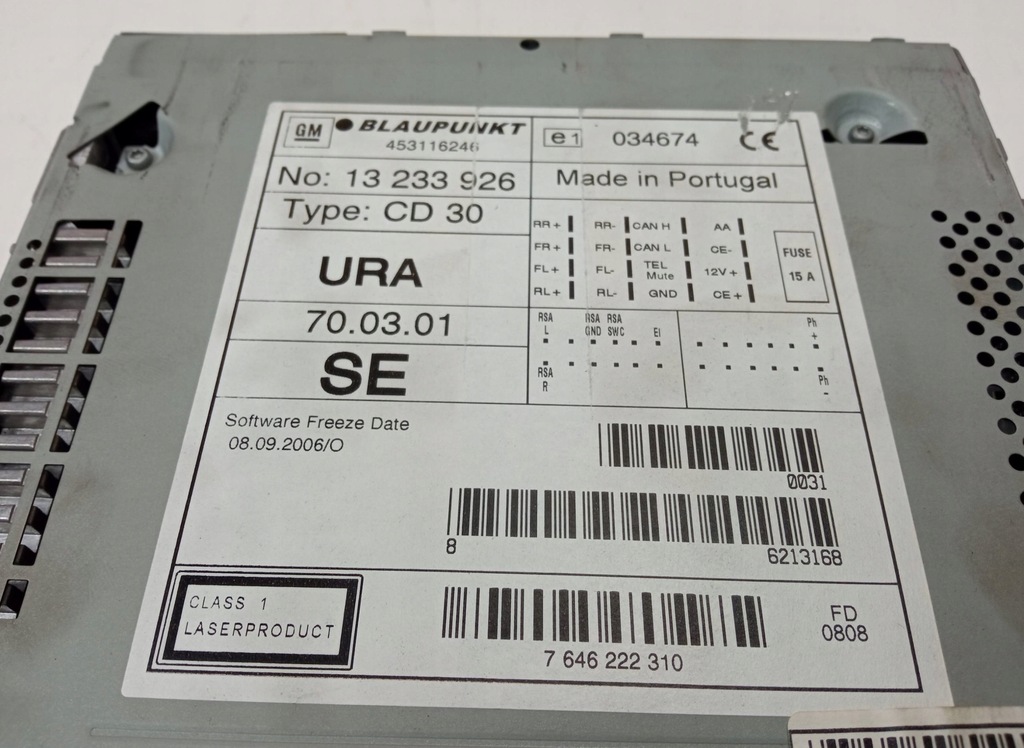 GM BLAUPUNKT
453116246
e1 034674 CE
No: 13 233 926
Made in Portugal
Type: CD 30
URA
70.03.01
SE
RR+ RR- CAN H AA
FR+ FR- CAN L CE-
FL+ FL- TEL Mute 12V+
RL+ RL- GND CE+
FUSE
15 A
RSA L RSA GND RSA SWC EI Ph +
RSA R Ph -
Software Freeze Date
08.09.2006/O
0031
8 6213168
CLASS 1
LASERPRODUCT
7 646 222 310
FD
0808